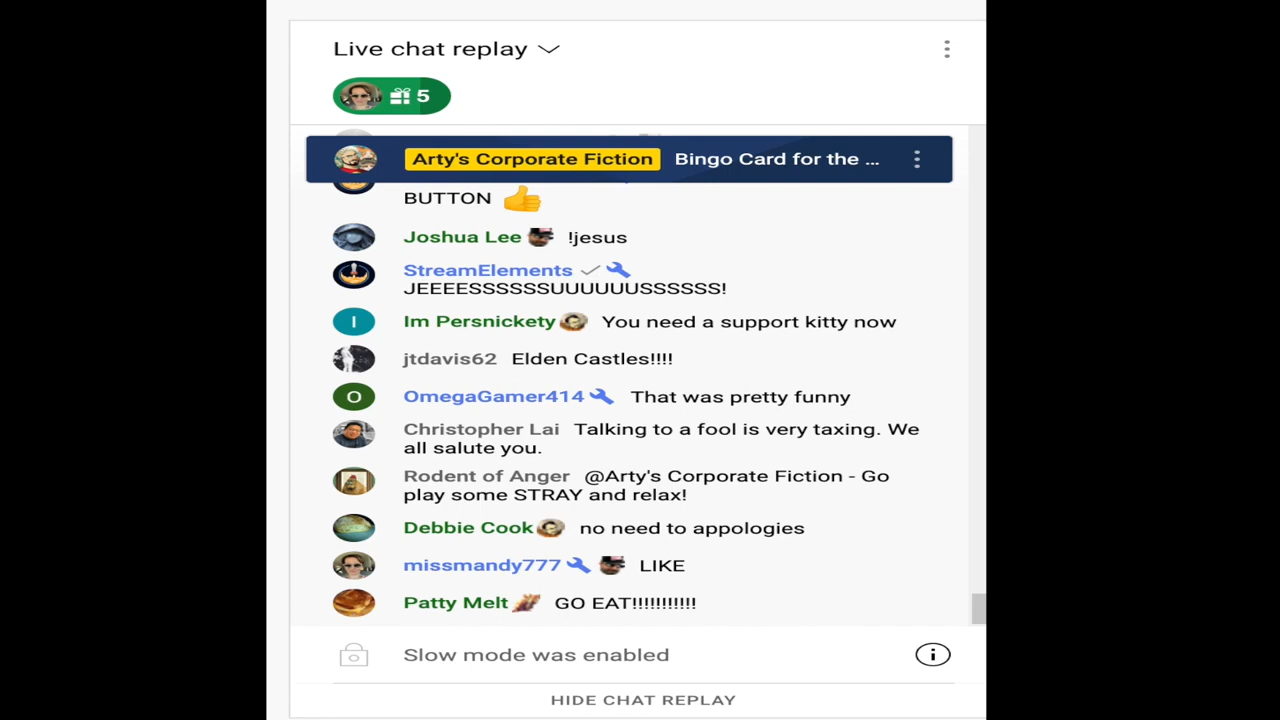 Live chat replay
5
Arty's Corporate Fiction Bingo Card for the ...
BUTTON
Joshua Lee !jesus
StreamElements
JEEEESSSSSSUUUUUUSSSSSS!
I Im Persnickety You need a support kitty now
jtdavis62 Elden Castles!!!!
O OmegaGamer414 That was pretty funny
Christopher Lai Talking to a fool is very taxing. We
all salute you.
Rodent of Anger @Arty's Corporate Fiction - Go
play some STRAY and relax!
Debbie Cook no need to appologies
missmandy777 LIKE
Patty Melt GO EAT!!!!!!!!!!!
Slow mode was enabled
HIDE CHAT REPLAY